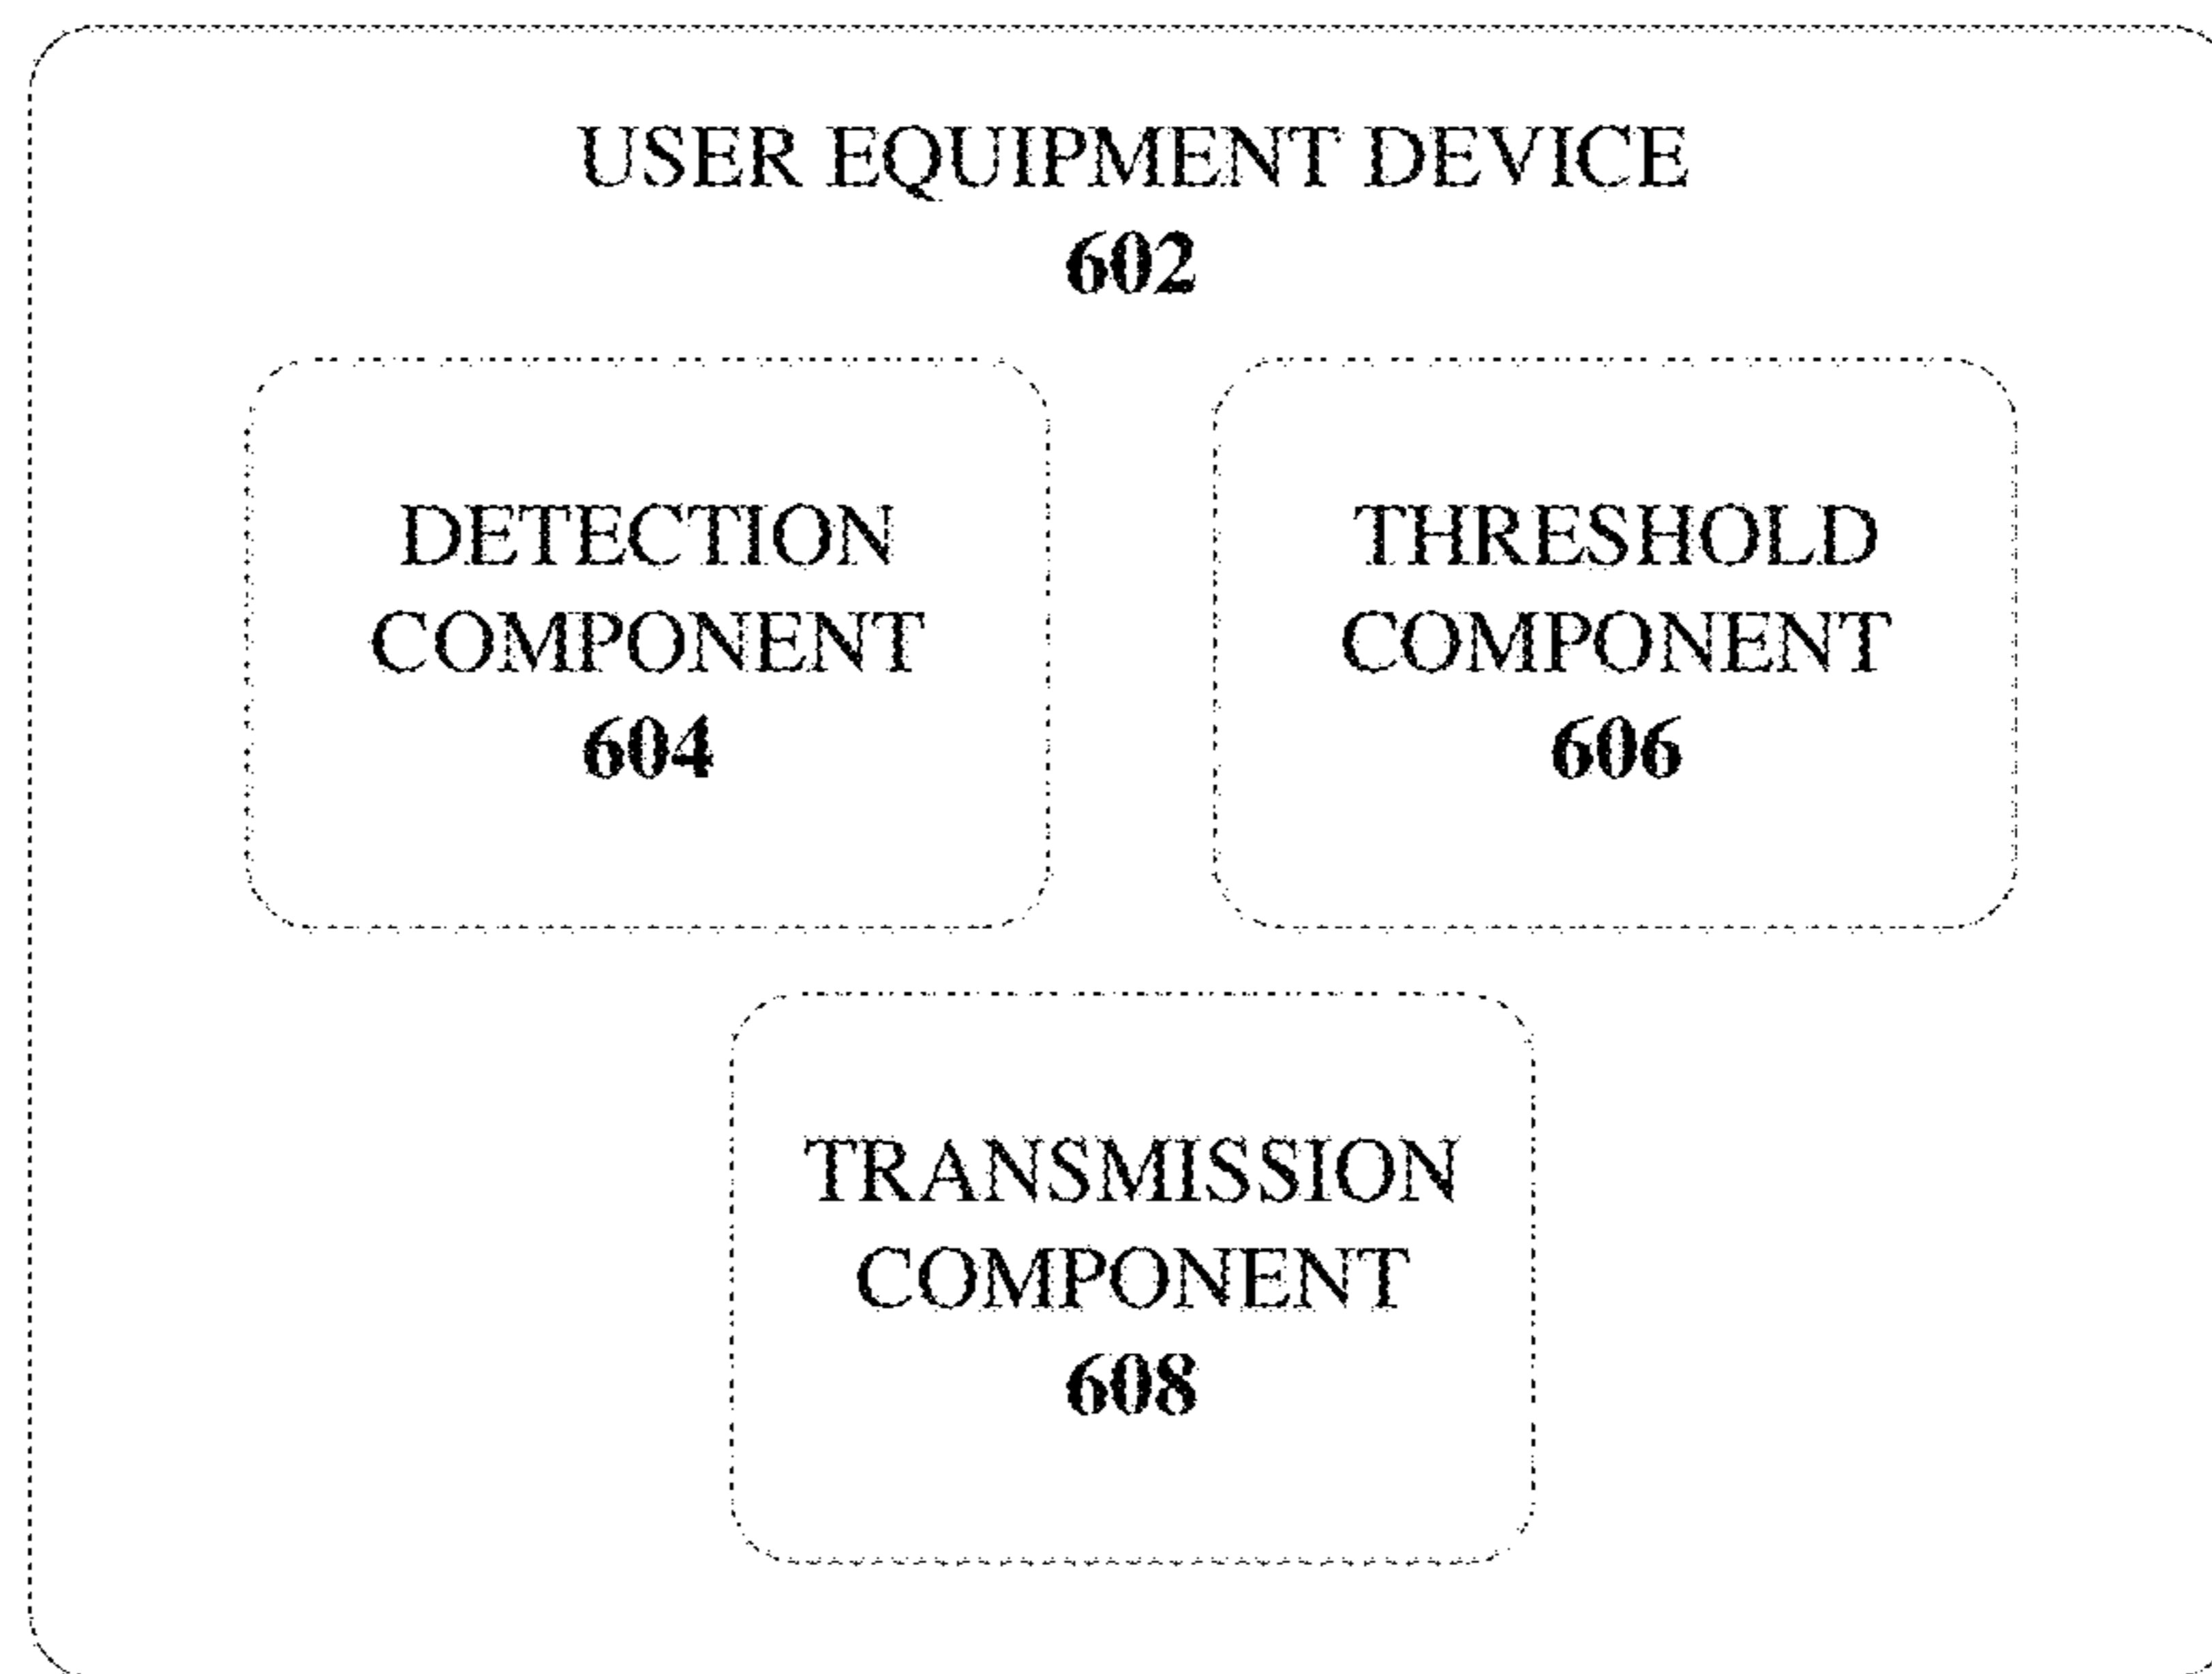 USER EQUIPMENT DEVICE
602
DETECTION
COMPONENT
604
THRESHOLD
COMPONENT
606
TRANSMISSION
COMPONENT
608